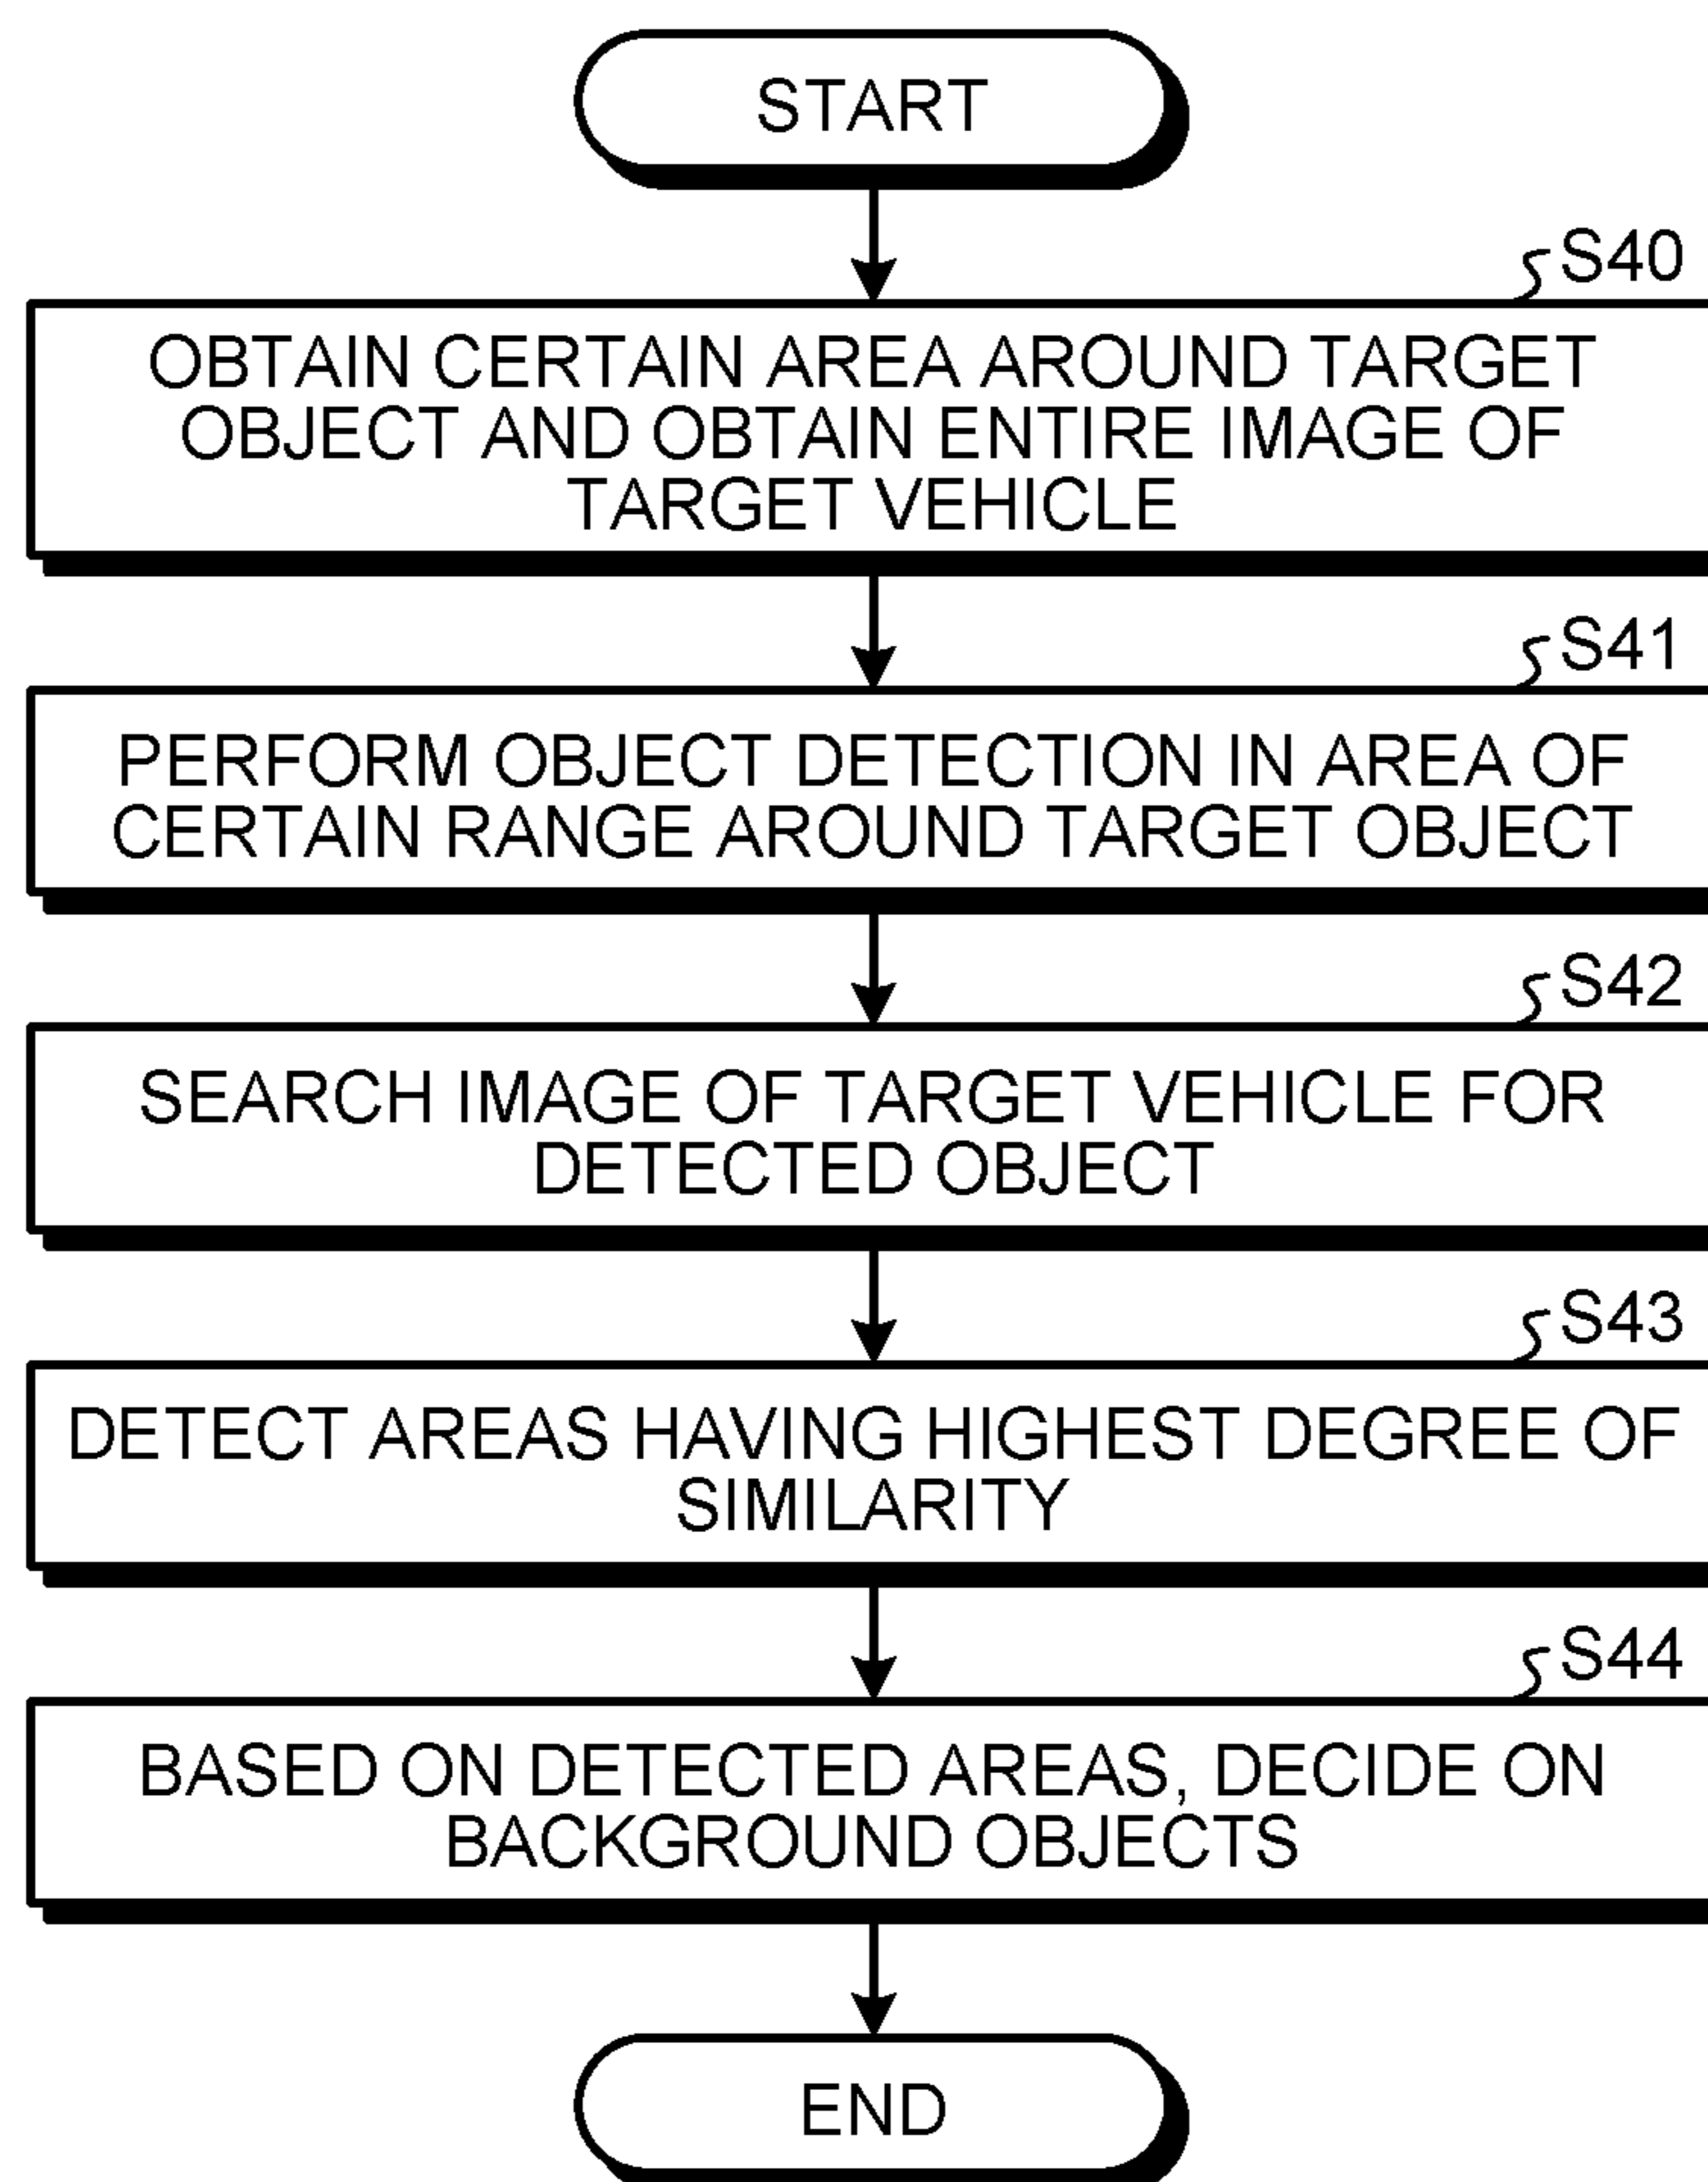 START
S40
OBTAIN CERTAIN AREA AROUND TARGET
OBJECT AND OBTAIN ENTIRE IMAGE OF
TARGET VEHICLE
S41
PERFORM OBJECT DETECTION IN AREA OF
CERTAIN RANGE AROUND TARGET OBJECT
S42
SEARCH IMAGE OF TARGET VEHICLE FOR
DETECTED OBJECT
S43
DETECT AREAS HAVING HIGHEST DEGREE OF
SIMILARITY
S44
BASED ON DETECTED AREAS, DECIDE ON
BACKGROUND OBJECTS
END